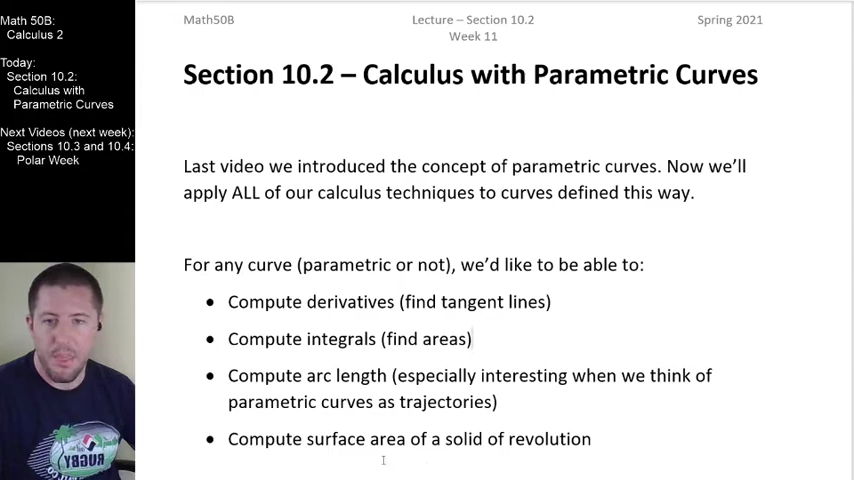 Math 50B:
Calculus 2
Today:
Section 10.2:
Calculus with
Parametric Curves
Next Videos (next week):
Sections 10.3 and 10.4:
Polar Week
Math50B
Lecture – Section 10.2
Week 11
Spring 2021
Section 10.2 – Calculus with Parametric Curves
Last video we introduced the concept of parametric curves. Now we'll
apply ALL of our calculus techniques to curves defined this way.
For any curve (parametric or not), we'd like to be able to:
• Compute derivatives (find tangent lines)
• Compute integrals (find areas)
• Compute arc length (especially interesting when we think of
parametric curves as trajectories)
• Compute surface area of a solid of revolution
RUGBY